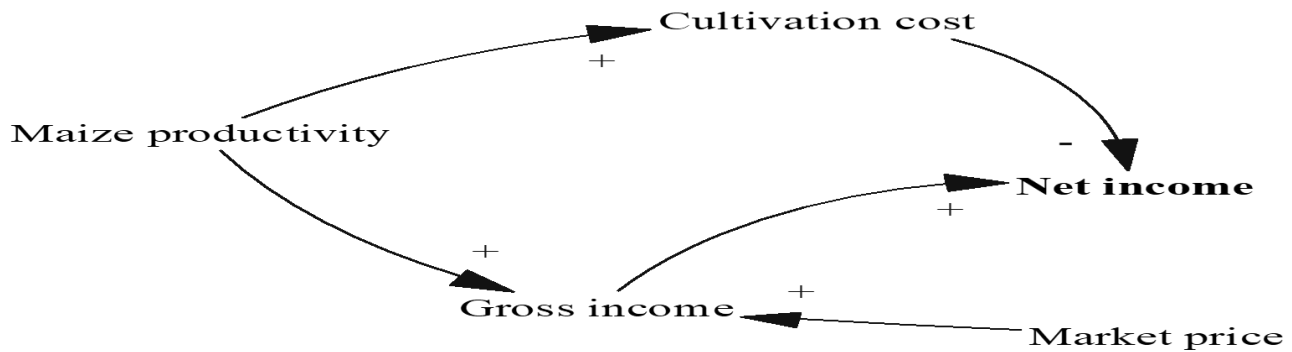 Cultivation cost
+
Maize productivity
-
Net income
+
+
Gross income
+
Market price